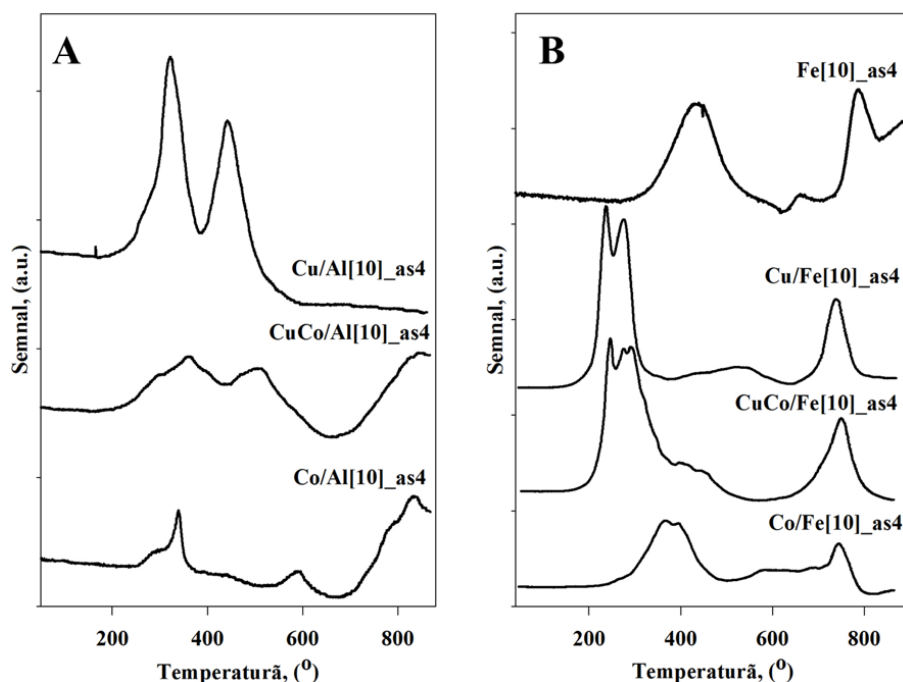 A
Semnal, (a.u.)
Cu/Al[10]_as4
CuCo/Al[10]_as4
Co/Al[10]_as4
200 400 600 800
Temperatură, (º)
B
Semnal, (a.u.)
Fe[10]_as4
Cu/Fe[10]_as4
CuCo/Fe[10]_as4
Co/Fe[10]_as4
200 400 600 800
Temperaturã, (º)